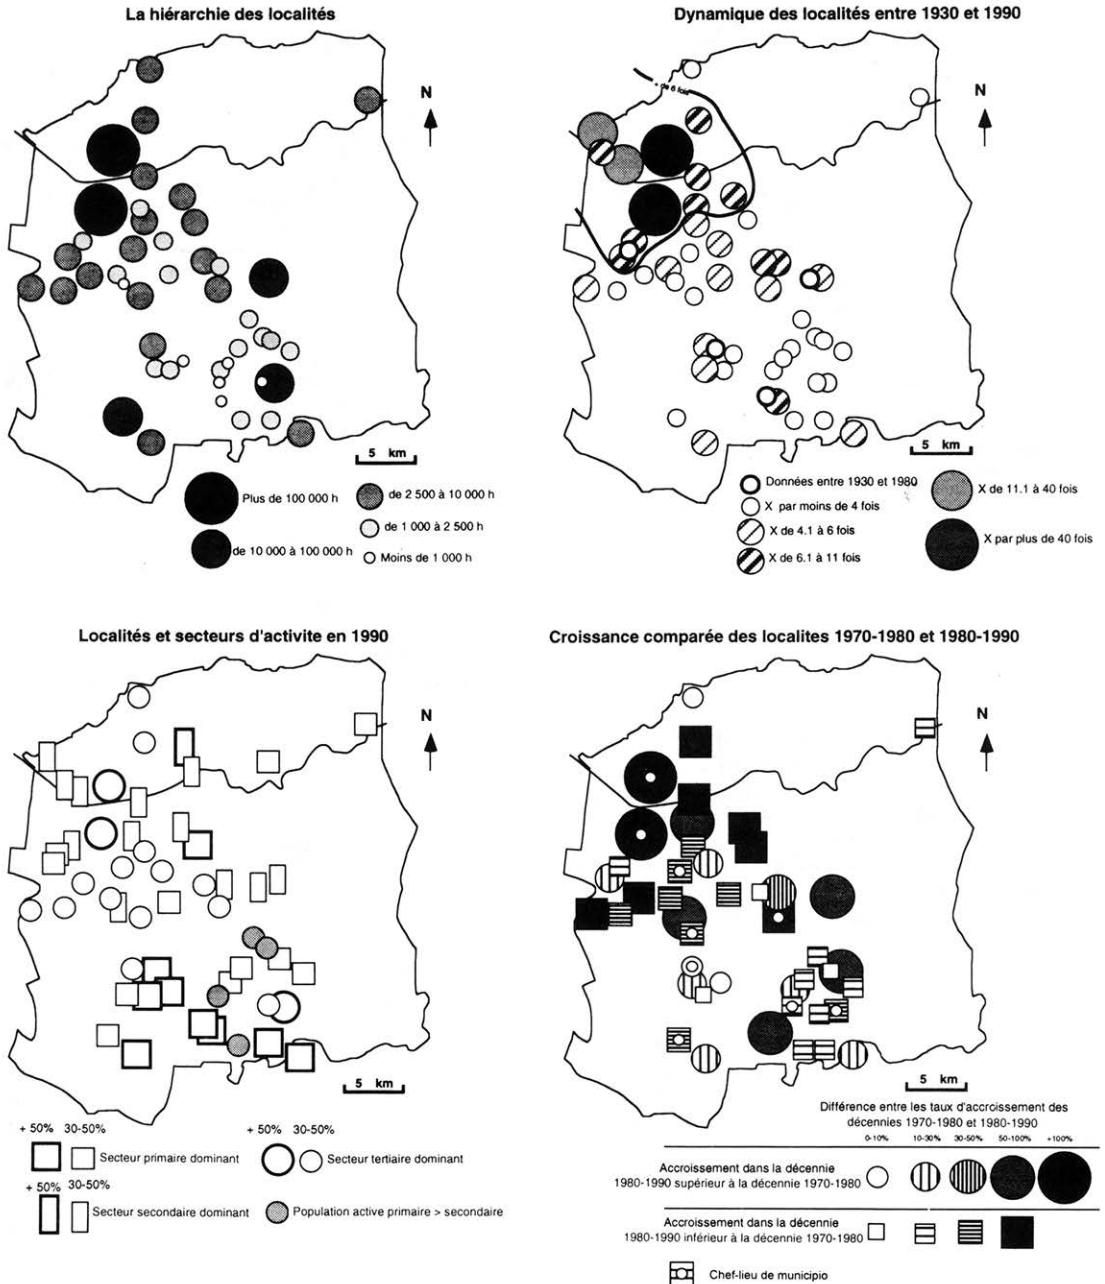 La hiérarchie des localités
N
5 km
Plus de 100 000 h
de 10 000 à 100 000 h
de 2 500 à 10 000 h
de 1 000 à 2 500 h
Moins de 1 000 h
Dynamique des localités entre 1930 et 1990
+ de 6 fois
N
5 km
Données entre 1930 et 1980
X par moins de 4 fois
X de 4.1 à 6 fois
X de 6.1 à 11 fois
X de 11.1 à 40 fois
X par plus de 40 fois
Localités et secteurs d'activite en 1990
N
5 km
+ 50% 30-50%
Secteur primaire dominant
+ 50% 30-50%
Secteur tertiaire dominant
+ 50% 30-50%
Secteur secondaire dominant
Population active primaire > secondaire
Croissance comparée des localites 1970-1980 et 1980-1990
N
5 km
Différence entre les taux d'accroissement des
décennies 1970-1980 et 1980-1990
0-10% 10-30% 30-50% 50-100% +100%
Accroissement dans la décennie
1980-1990 supérieur à la décennie 1970-1980
Accroissement dans la décennie
1980-1990 inférieur à la décennie 1970-1980
Chef-lieu de municipio